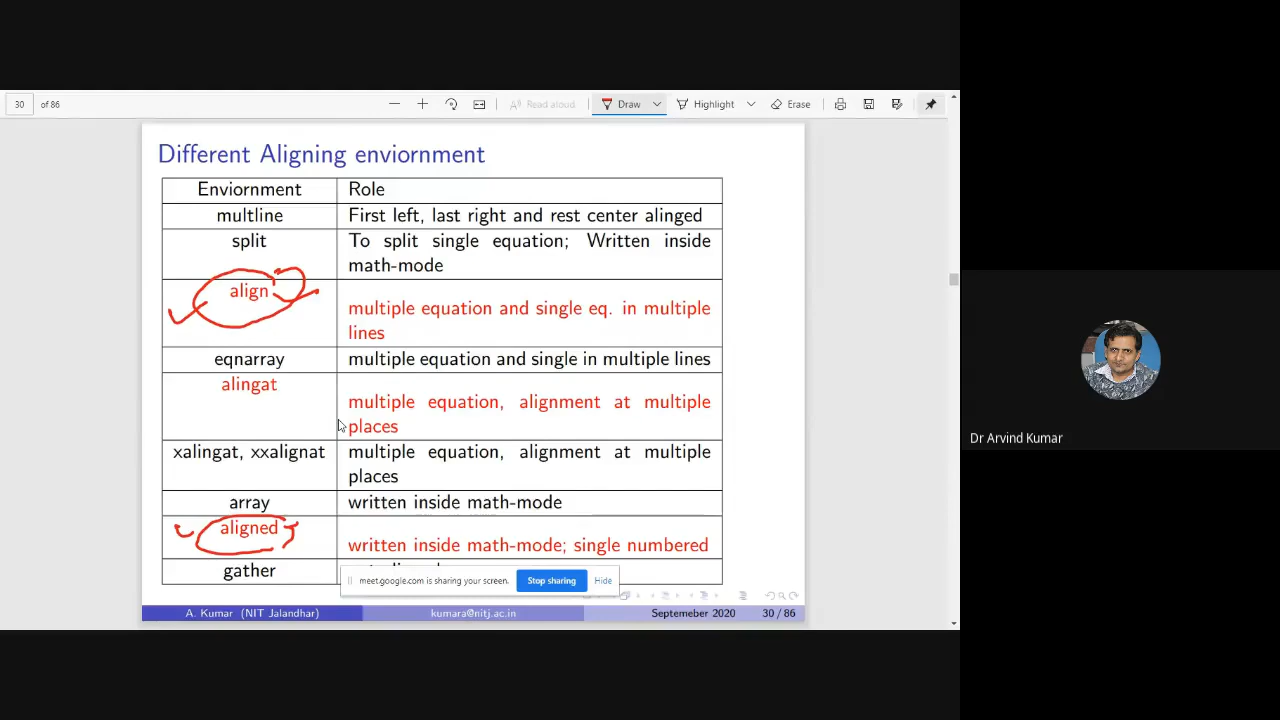 30 of 86 Read aloud Draw Highlight Erase
Different Aligning enviornment
Enviornment Role
multline First left, last right and rest center alinged
split To split single equation; Written inside
math-mode
align
multiple equation and single eq. in multiple
lines
eqnarray multiple equation and single in multiple lines
alingat
multiple equation, alignment at multiple
places
xalingat, xxalignat multiple equation, alignment at multiple
places
array written inside math-mode
aligned
written inside math-mode; single numbered
gather
meet.google.com is sharing your screen. Stop sharing Hide
A. Kumar (NIT Jalandhar) kumara@nitj.ac.in Septemeber 2020 30 / 86
Dr Arvind Kumar